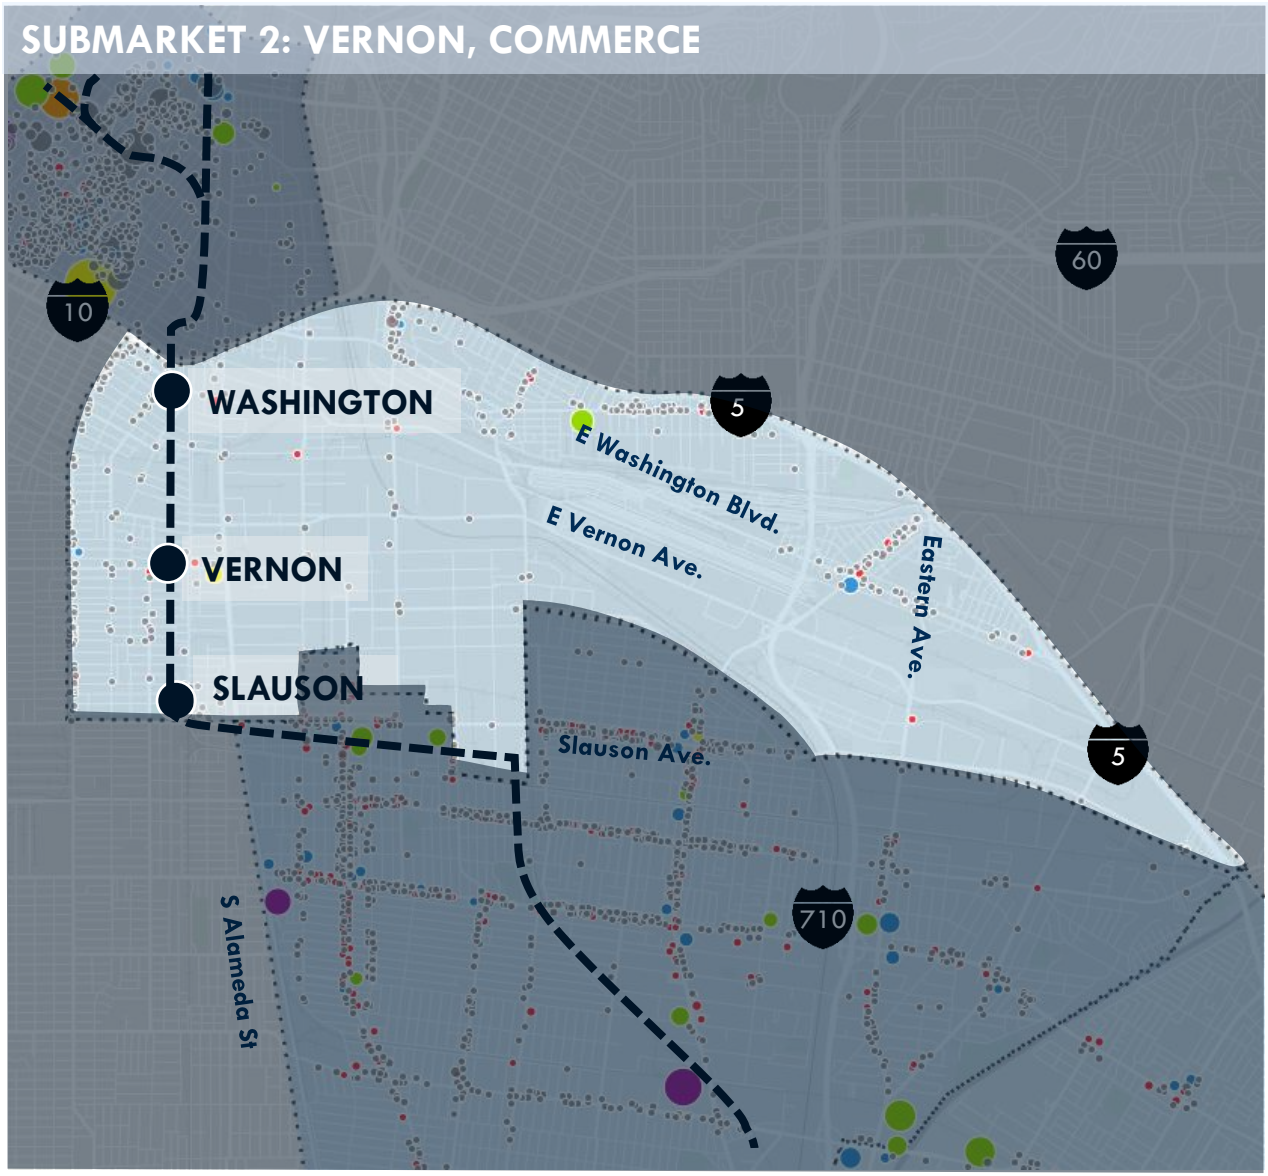 SUBMARKET 2: VERNON, COMMERCE
60
10
5
WASHINGTON
E Washington Blvd.
E Vernon Ave.
Eastern Ave.
VERNON
SLAUSON
Slauson Ave.
5
710
S Alameda St